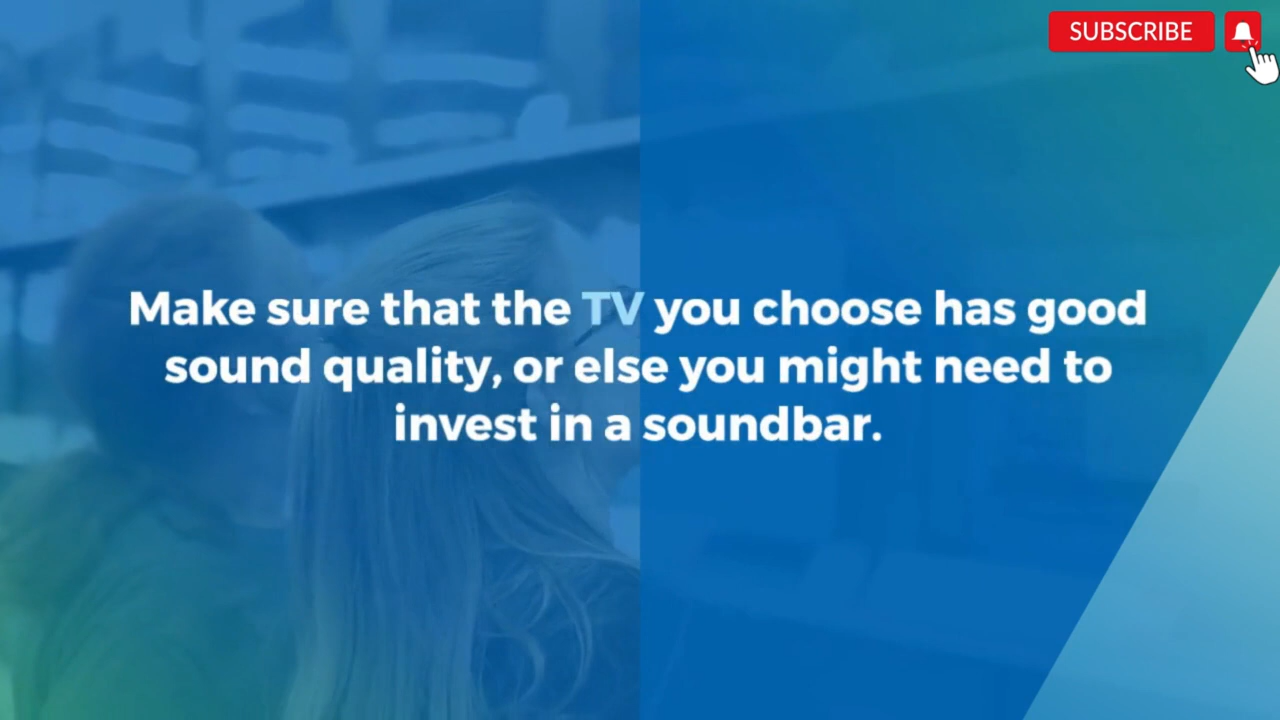 SUBSCRIBE
Make sure that the TV you choose has good
sound quality, or else you might need to
invest in a soundbar.